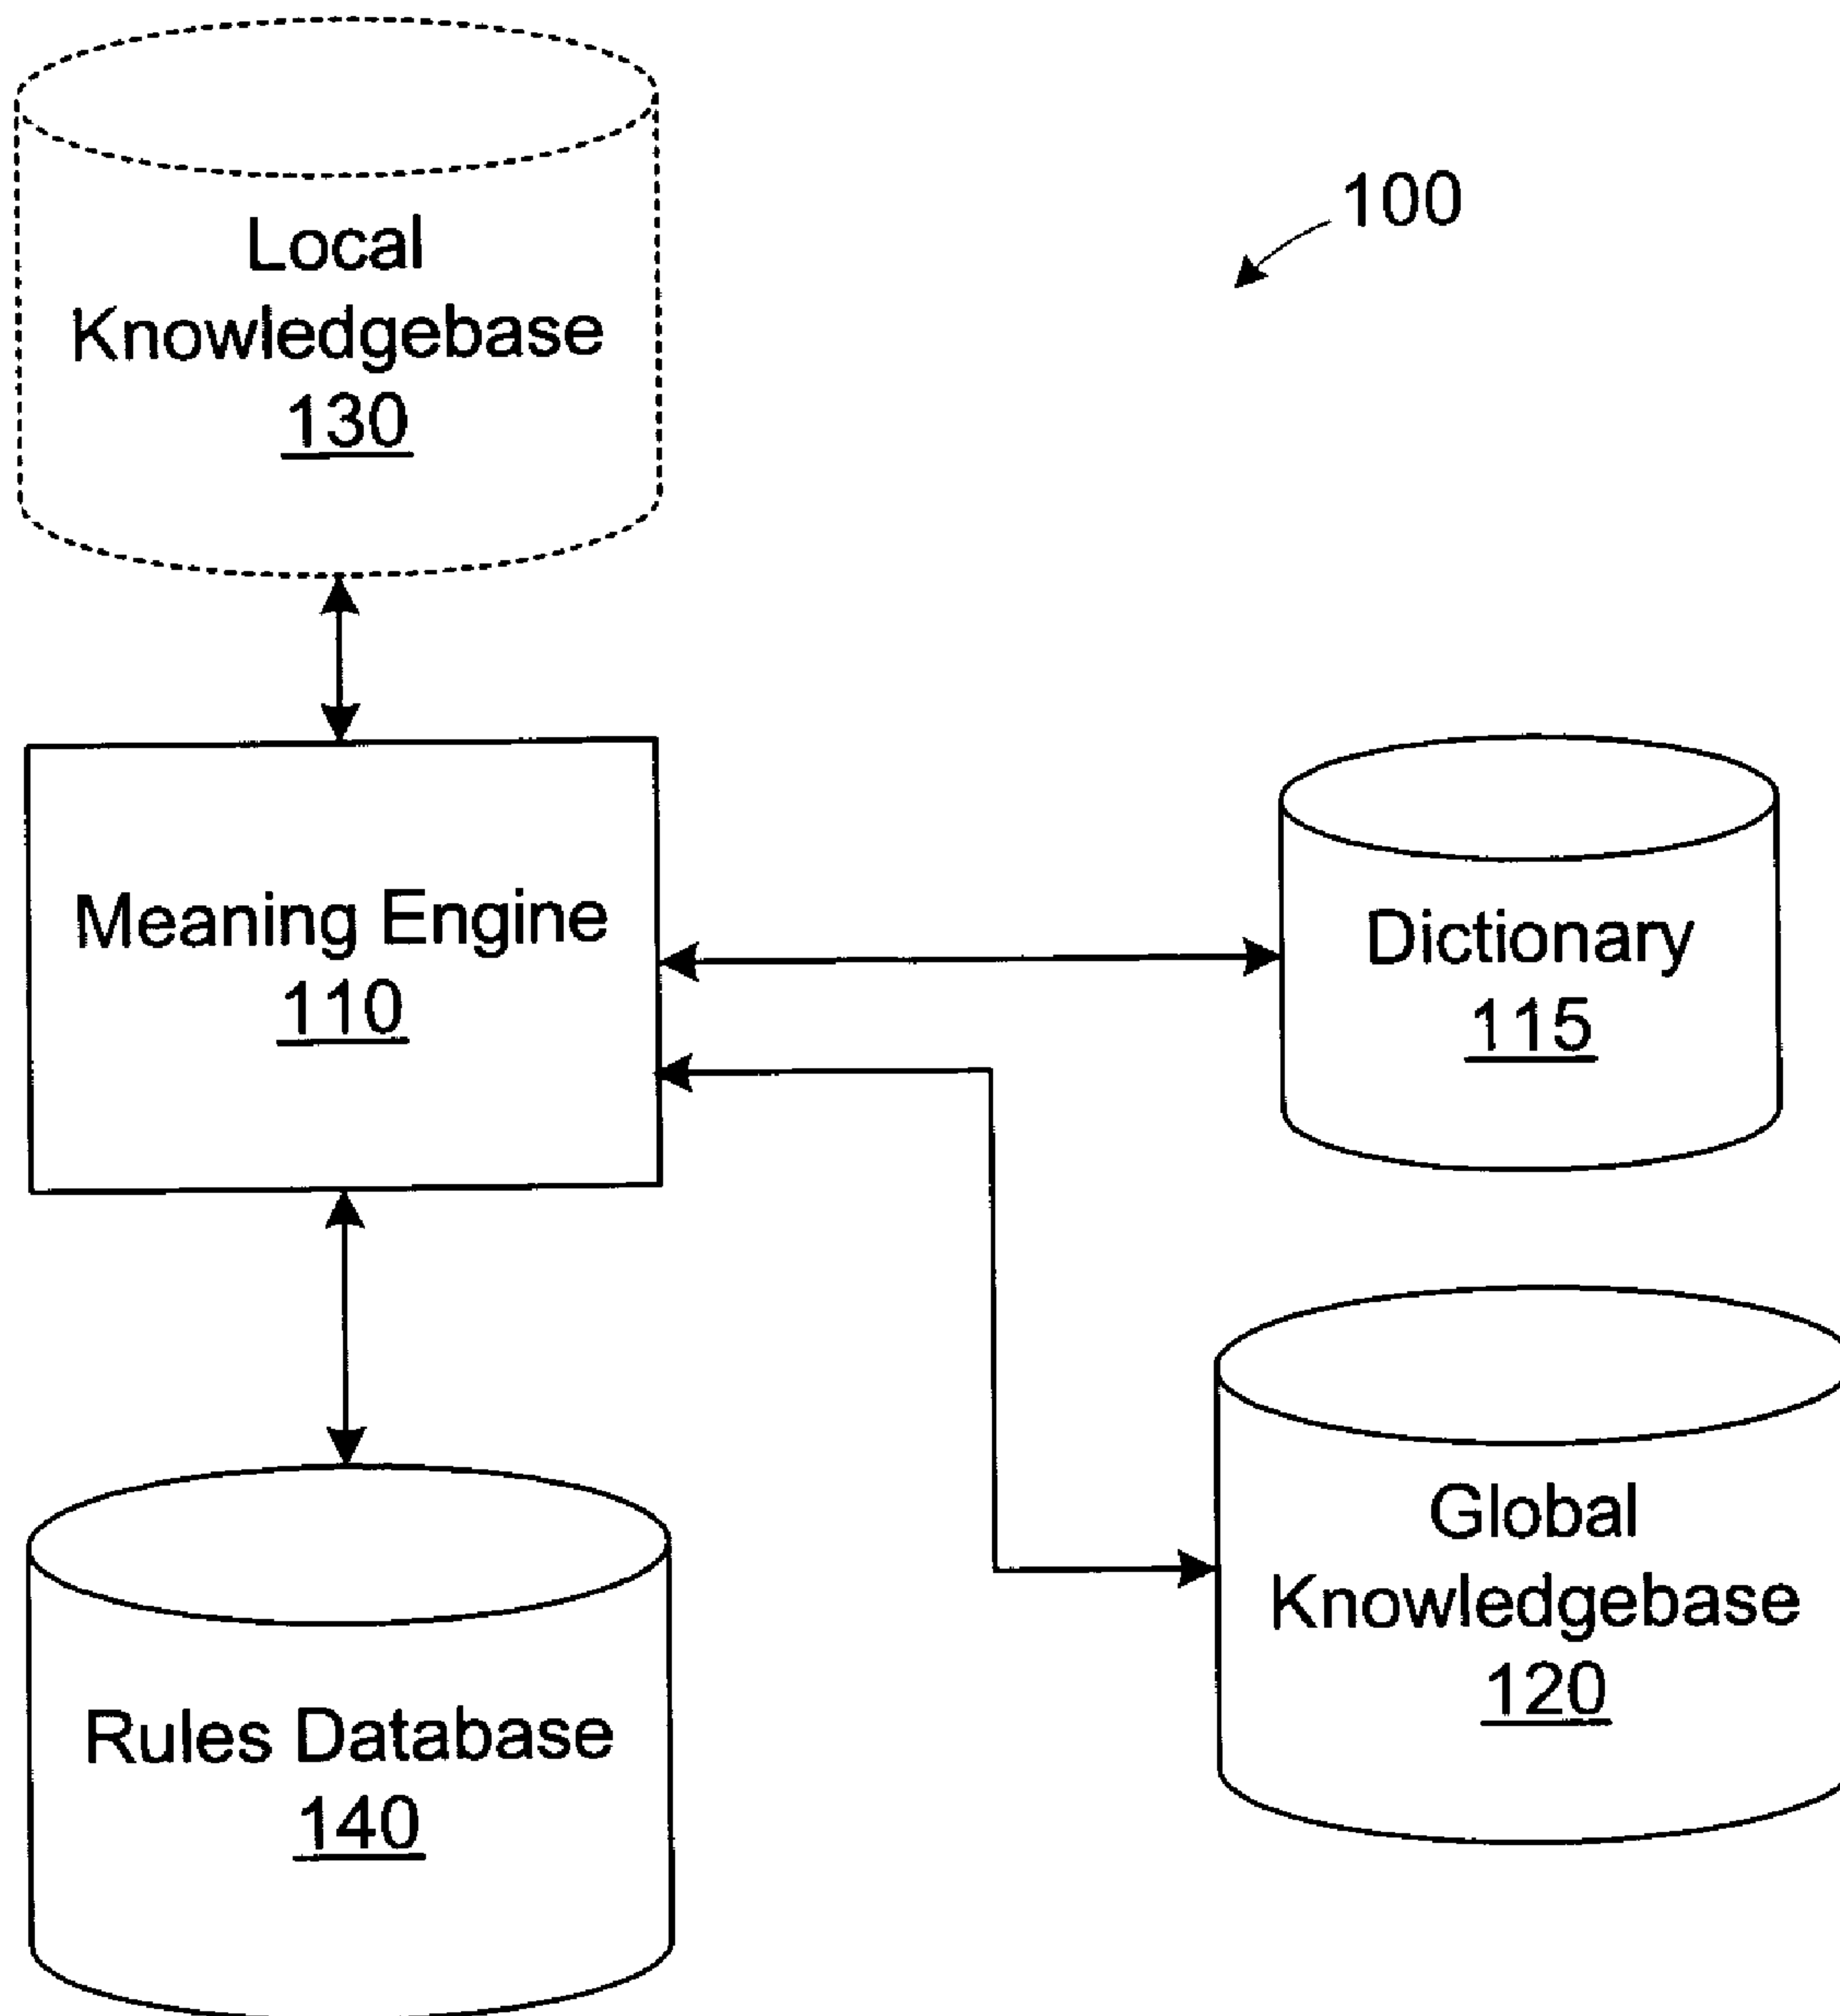 Local
Knowledgebase
130
100
Meaning Engine
110
Dictionary
115
Global
Knowledgebase
120
Rules Database
140